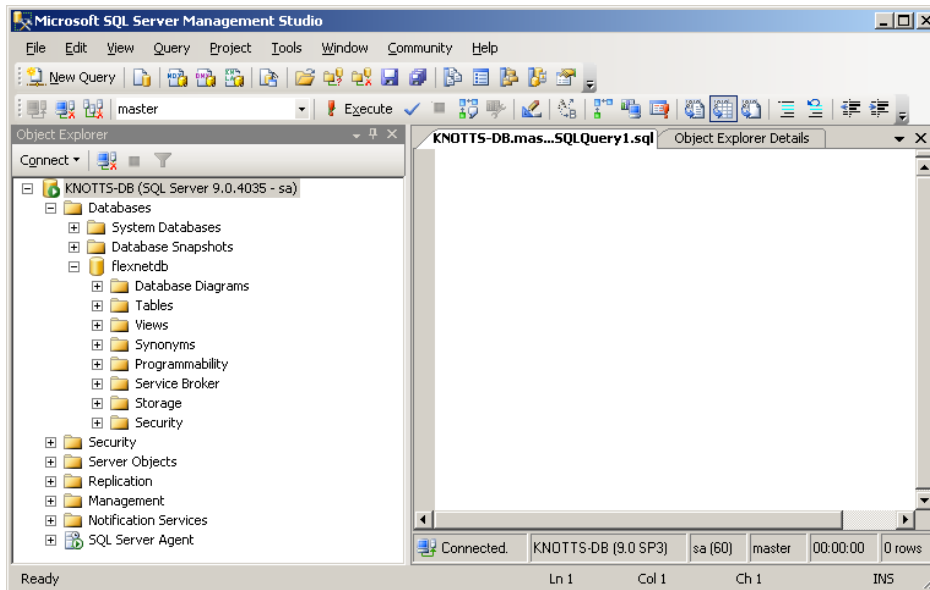 Microsoft SQL Server Management Studio
File Edit View Query Project Tools Window Community Help
New Query
master Execute
Object Explorer
KNOTTS-DB.mas...SQLQuery1.sql Object Explorer Details
Connect
KNOTTS-DB (SQL Server 9.0.4035 - sa)
Databases
System Databases
Database Snapshots
flexnetdb
Database Diagrams
Tables
Views
Synonyms
Programmability
Service Broker
Storage
Security
Security
Server Objects
Replication
Management
Notification Services
SQL Server Agent
Connected. KNOTTS-DB (9.0 SP3) sa (60) master 00:00:00 0 rows
Ready Ln 1 Col 1 Ch 1 INS